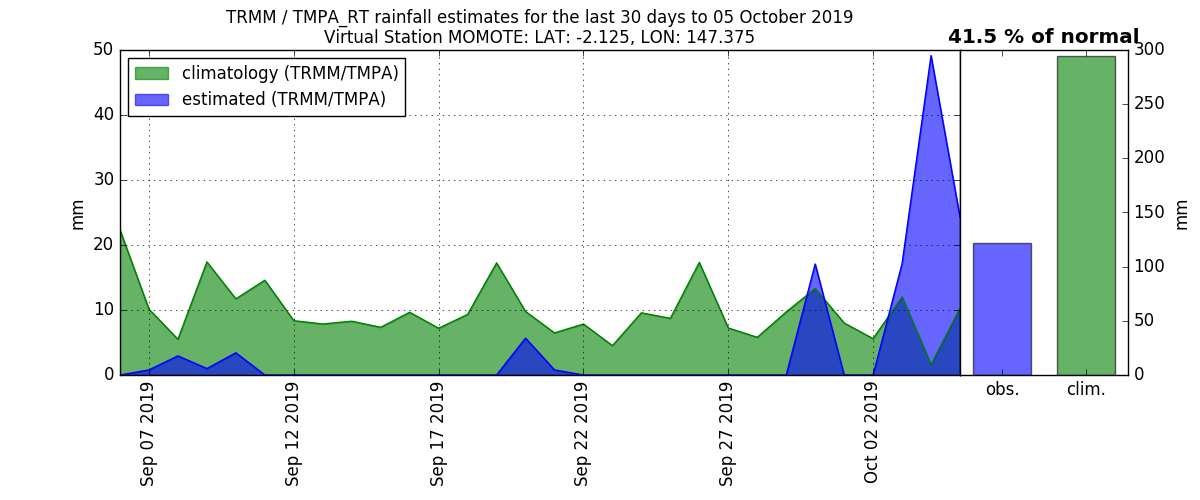 TRMM / TMPA_RT rainfall estimates for the last 30 days to 05 October 2019
Virtual Station MOMOTE: LAT: -2.125, LON: 147.375
41.5 % of normal
climatology (TRMM/TMPA)
estimated (TRMM/TMPA)
50
40
30
20
10
0
mm
300
250
200
150
100
50
0
mm
Sep 07 2019
Sep 12 2019
Sep 17 2019
Sep 22 2019
Sep 27 2019
Oct 02 2019
obs.
clim.